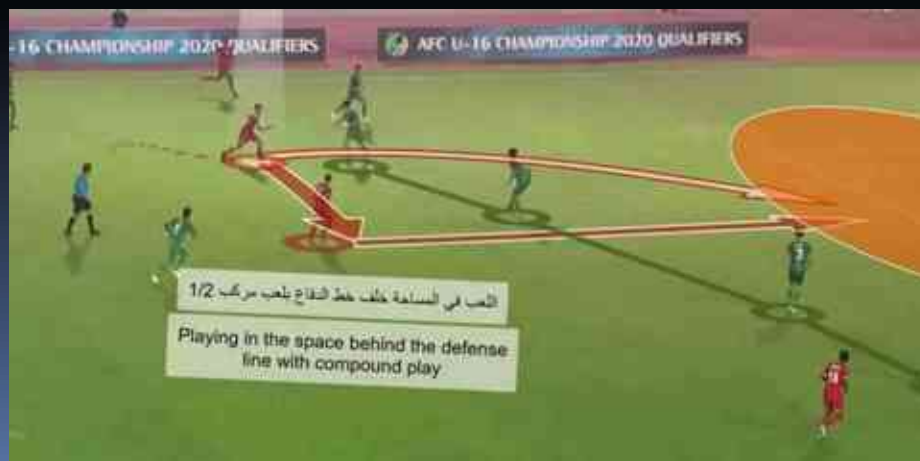 -16 CHAMPIONSHIP 2020 QUALIFIERS
AFC U-16 CHAMPIONSHIP 2020 QUALIFIERS
3
اللعب في المساحة خلف خط الدفاع بلعب مركب 1/2
Playing in the space behind the defense
line with compound play